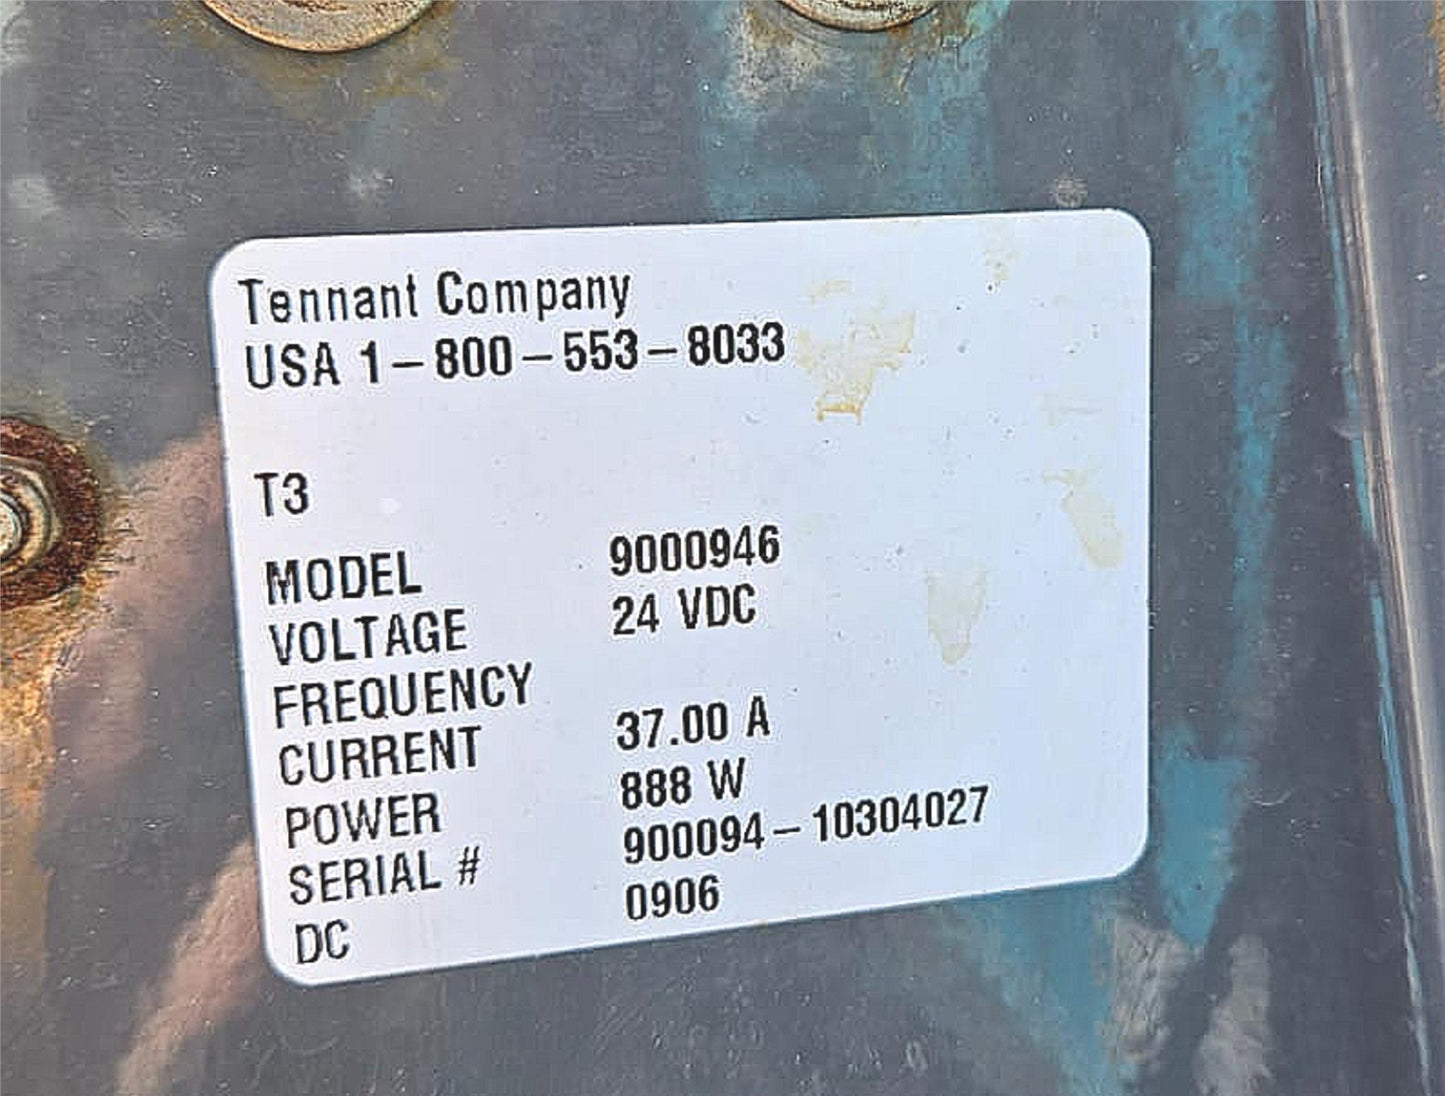 Tennant Company
USA 1-800-553-8033
T3
MODEL 9000946
VOLTAGE 24 VDC
FREQUENCY
CURRENT 37.00 A
POWER 888 W
SERIAL # 900094-10304027
DC 0906